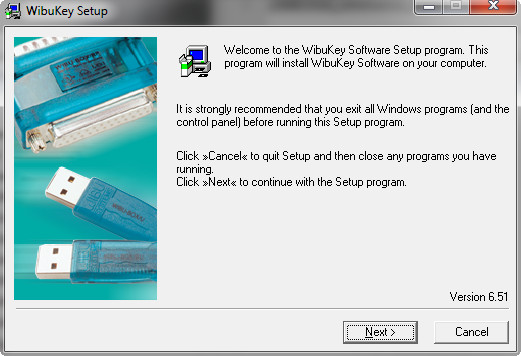 WibuKey Setup
Welcome to the WibuKey Software Setup program. This
program will install WibuKey Software on your computer.
It is strongly recommended that you exit all Windows programs (and the
control panel) before running this Setup program.
Click »Cancel« to quit Setup and then close any programs you have
running.
Click »Next« to continue with the Setup program.
Version 6.51
Next >
Cancel